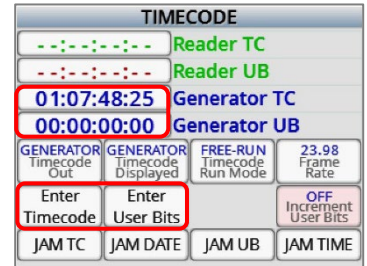 TIMECODE
--:--:--:-- Reader TC
--:--:--:-- Reader UB
01:07:48:25 Generator TC
00:00:00:00 Generator UB
GENERATOR GENERATOR FREE-RUN 23.98
Timecode Timecode Timecode Frame
Out Displayed Run Mode Rate
Enter Enter OFF
Timecode User Bits Increment
User Bits
JAM TC JAM DATE JAM UB JAM TIME